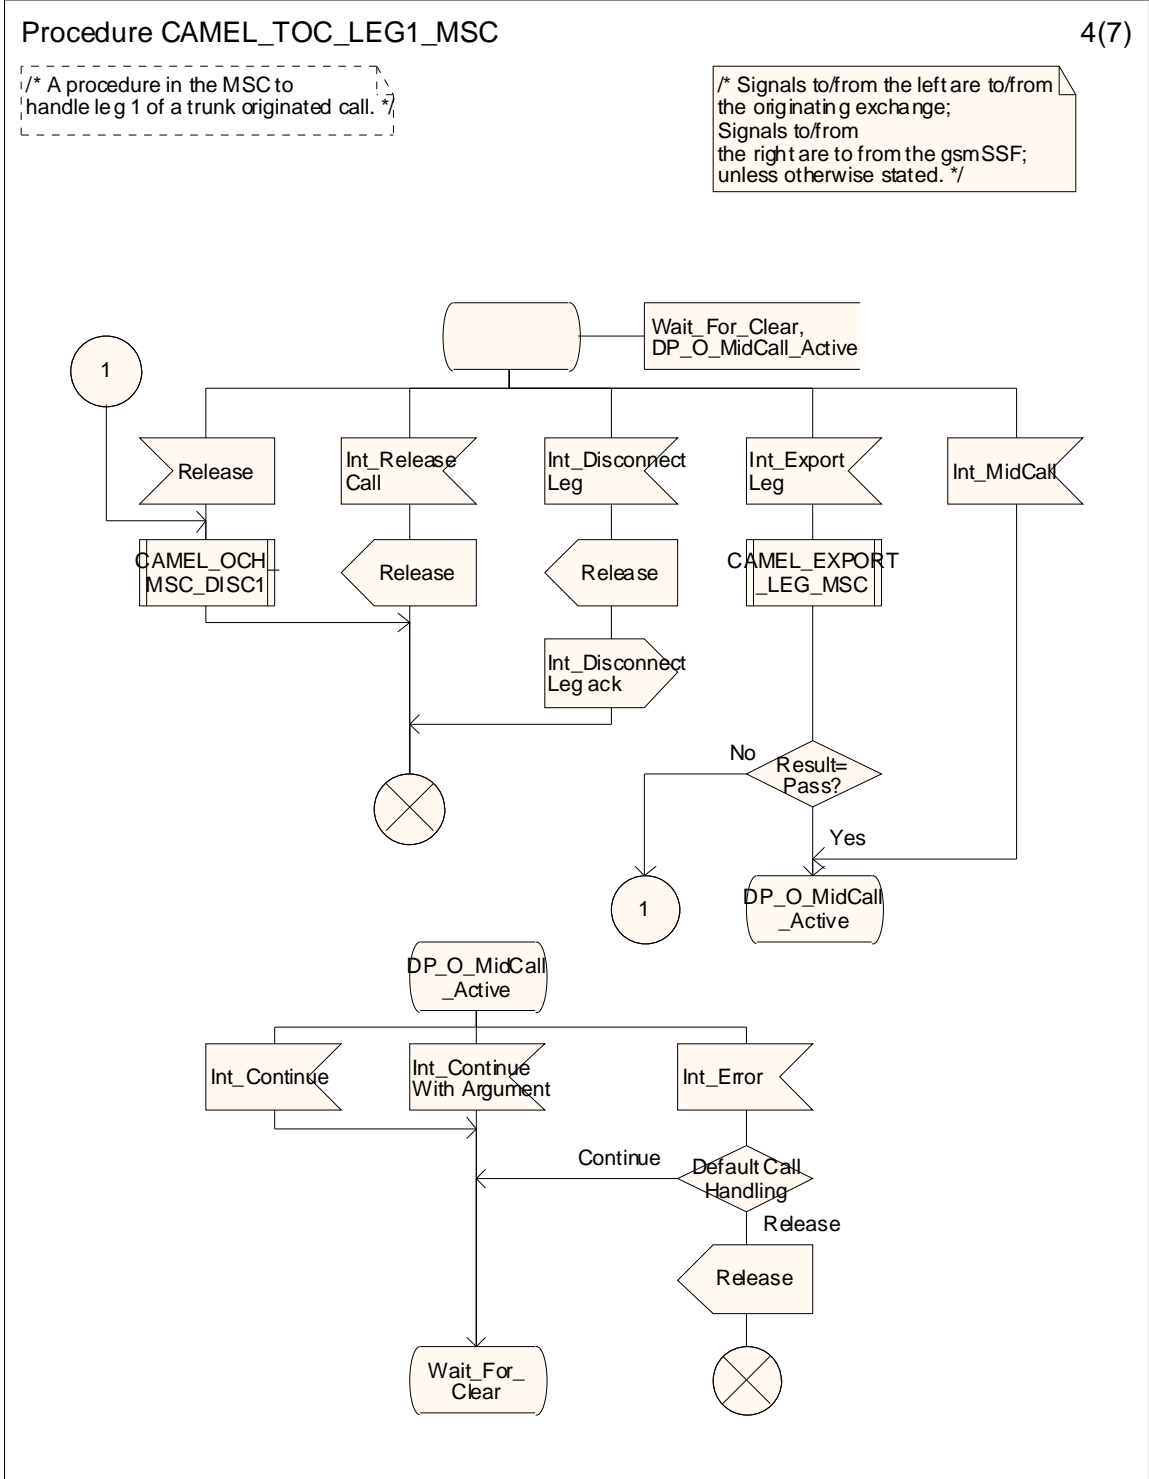 Procedure CAMEL_TOC_LEG1_MSC
4(7)
/* A procedure in the MSC to
handle leg 1 of a trunk originated call. */
/* Signals to/from the left are to/from
the originating exchange;
Signals to/from
the right are to from the gsmSSF;
unless otherwise stated. */
Wait_For_Clear,
DP_O_MidCall_Active
1
Release
Int_Release
Call
Int_Disconnect
Leg
Int_Export
Leg
Int_MidCall
CAMEL_OCH_
MSC_DISC1
Release
Release
CAMEL_EXPORT
_LEG_MSC
Int_Disconnect
Leg ack
No
Result=
Pass?
Yes
1
DP_O_MidCall
_Active
DP_O_MidCall
_Active
Int_Continue
Int_Continue
With Argument
Int_Error
Continue
Default Call
Handling
Release
Release
Wait_For_
Clear